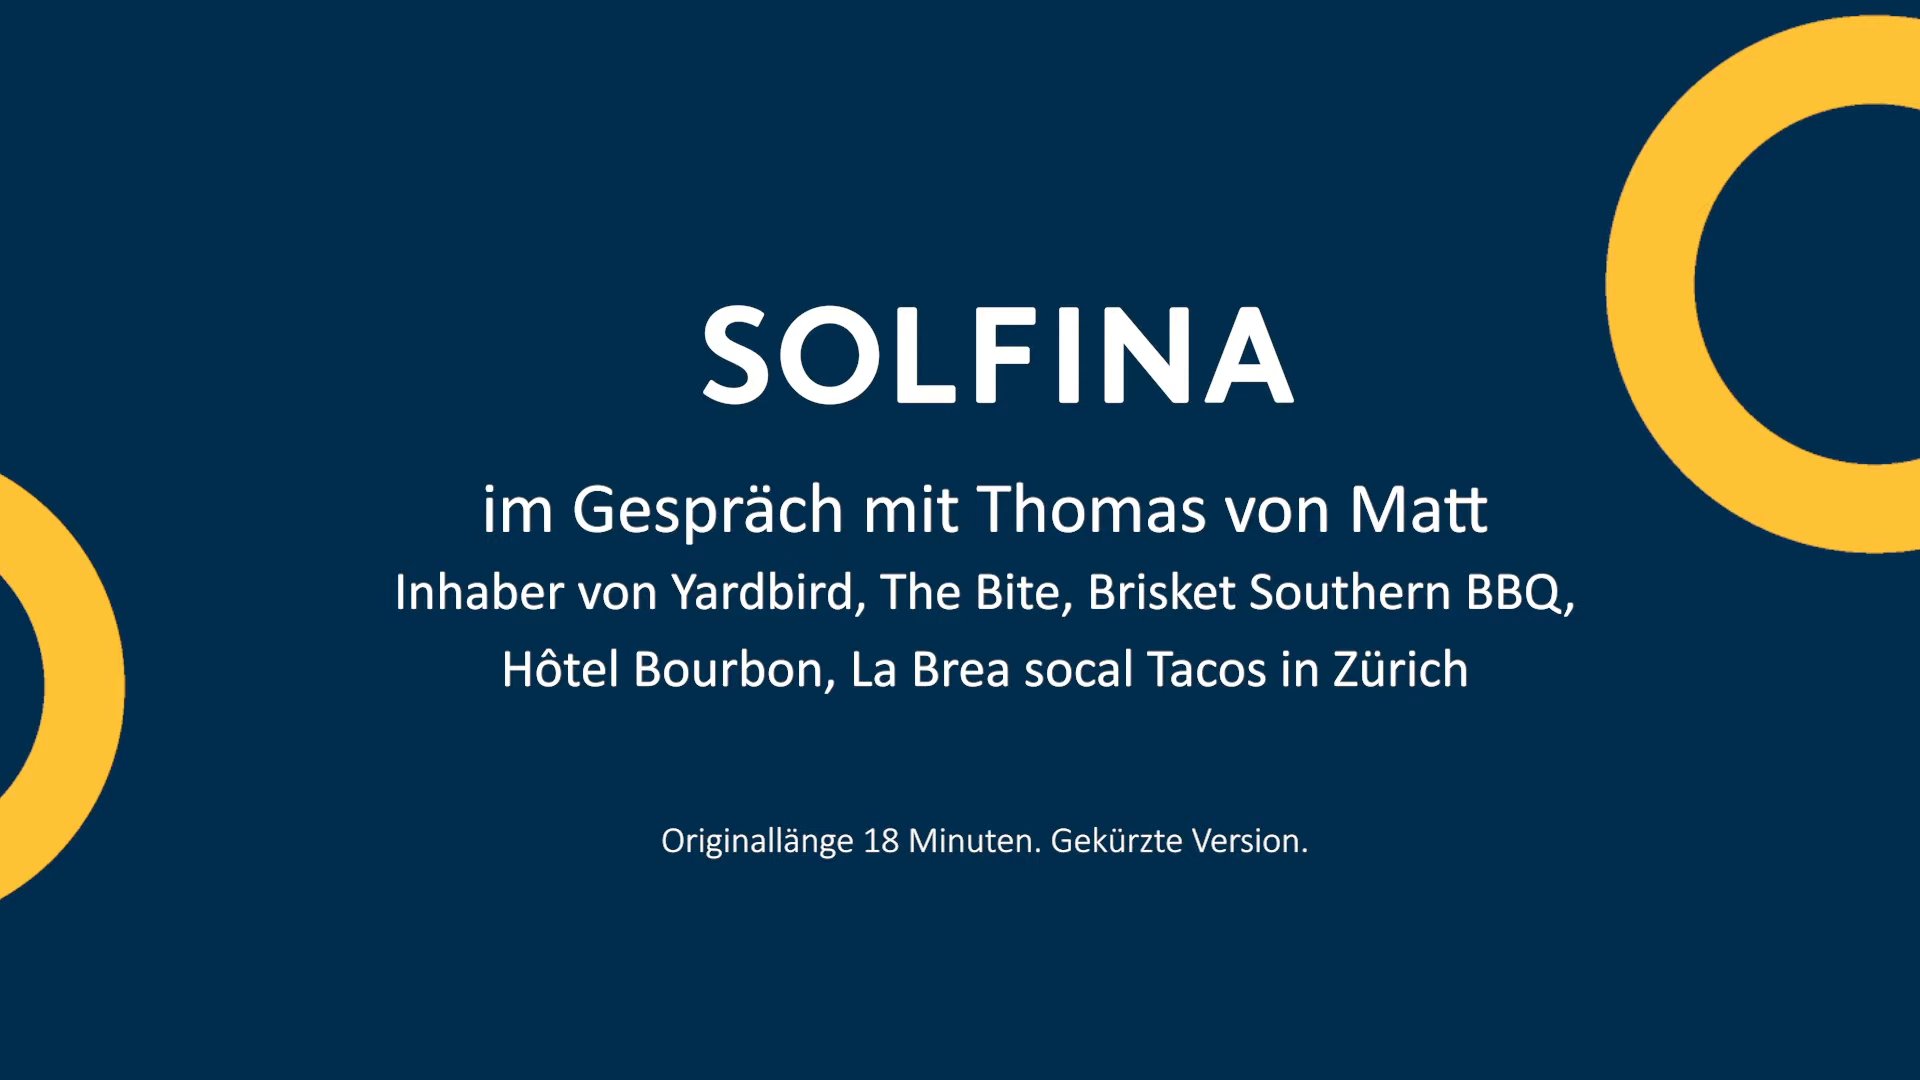 SOLFINA
im Gespräch mit Thomas von Matt
Inhaber von Yardbird, The Bite, Brisket Southern BBQ,
Hôtel Bourbon, La Brea socal Tacos in Zürich
Originallänge 18 Minuten. Gekürzte Version.